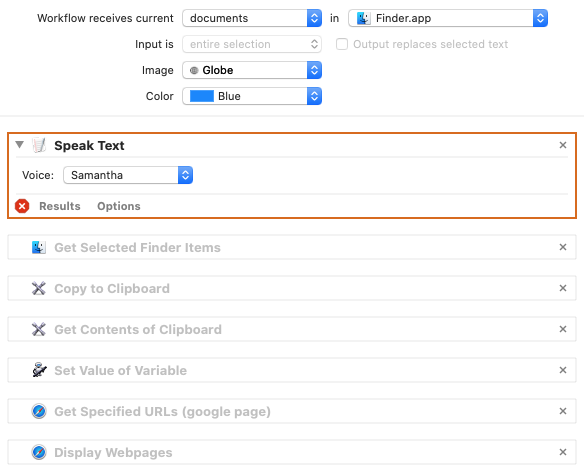 Workflow receives current documents in Finder.app
Input is entire selection Output replaces selected text
Image Globe
Color Blue
Speak Text
Voice: Samantha
Results Options
Get Selected Finder Items
Copy to Clipboard
Get Contents of Clipboard
Set Value of Variable
Get Specified URLs (google page)
Display Webpages